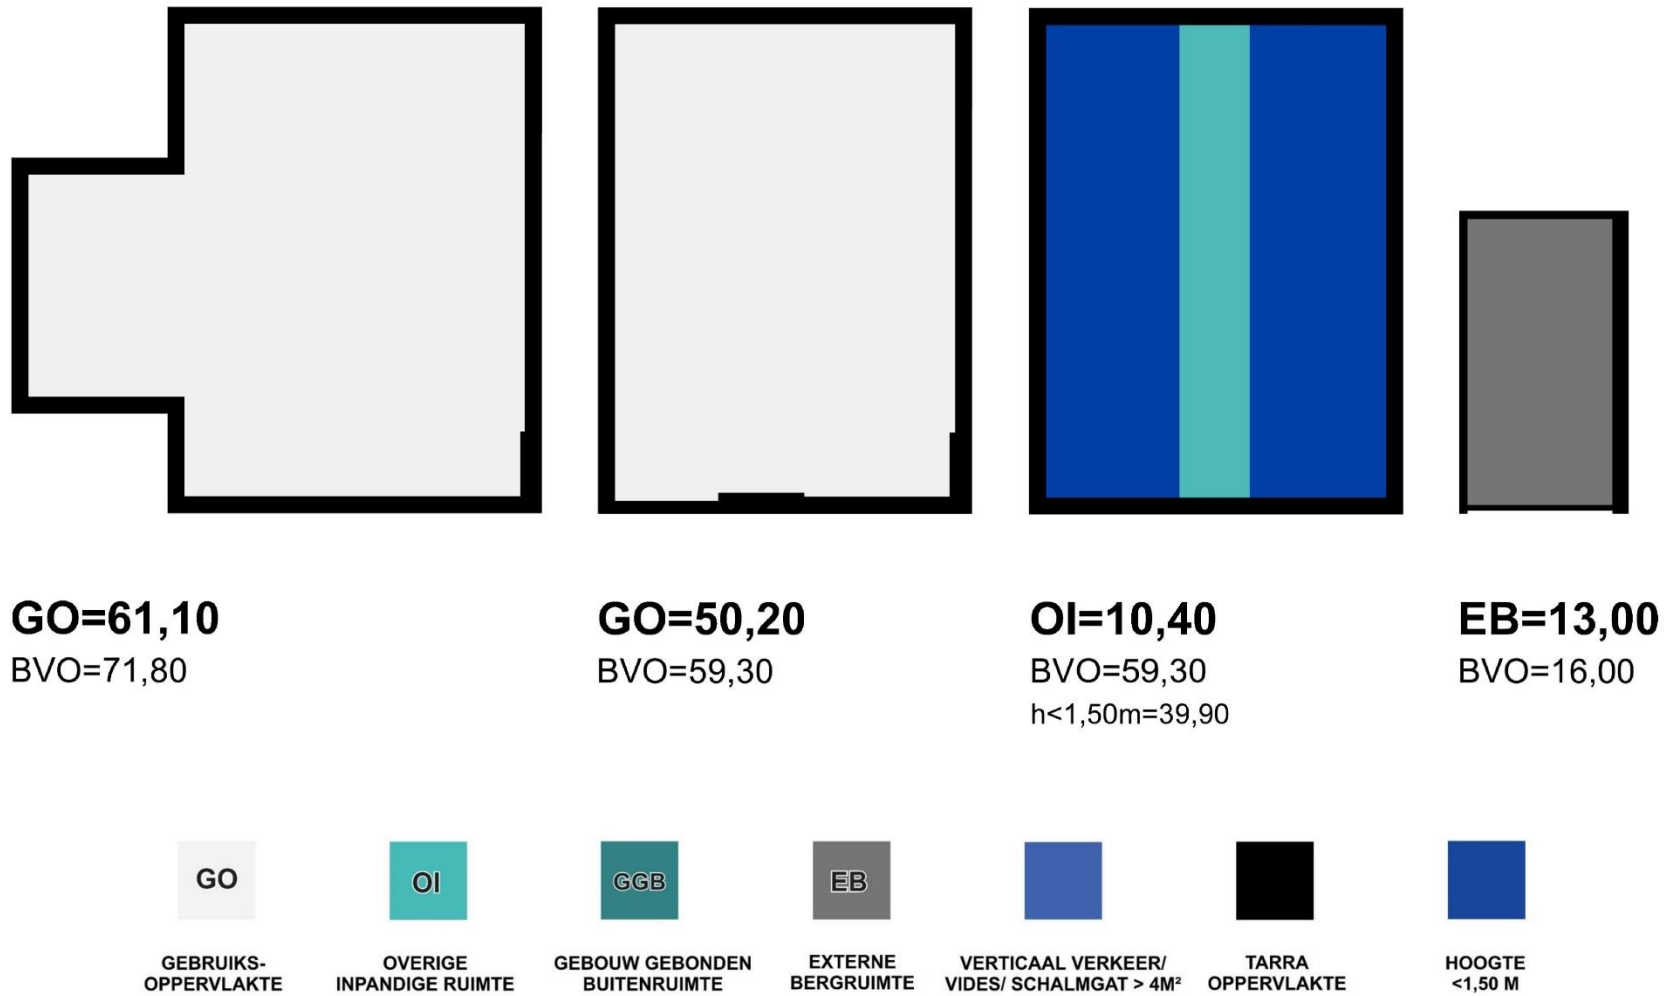 GO=61,10
BVO=71,80
GO=50,20
BVO=59,30
OI=10,40
BVO=59,30
h<1,50m=39,90
EB=13,00
BVO=16,00
GO
OI
GGB
EB
GEBRUIKS-
OPPERVLAKTE
OVERIGE
INPANDIGE RUIMTE
GEBOUW GEBONDEN
BUITENRUIMTE
EXTERNE
BERGRUIMTE
VERTICAAL VERKEER/
VIDES/ SCHALMGAT > 4M²
TARRA
OPPERVLAKTE
HOOGTE
<1,50 M